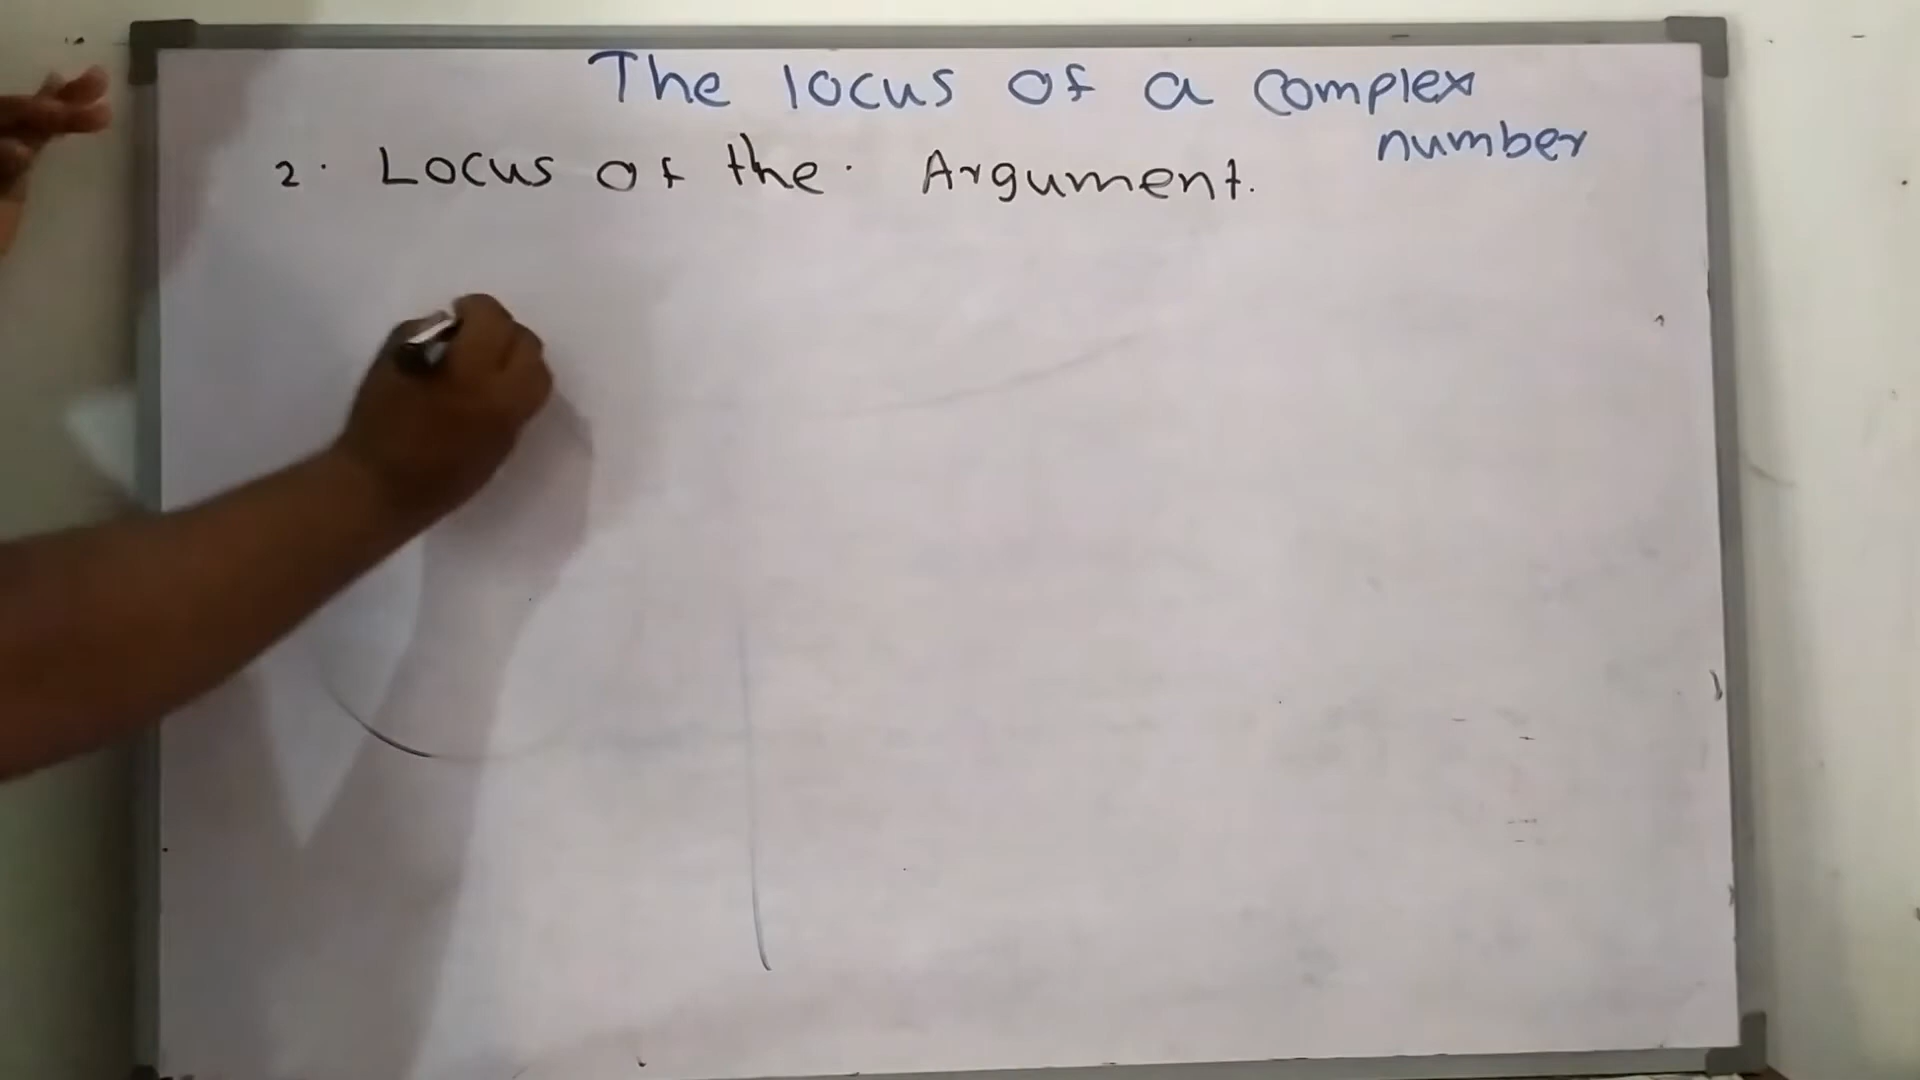 The locus of a complex
number
2. Locus of the. Argument.